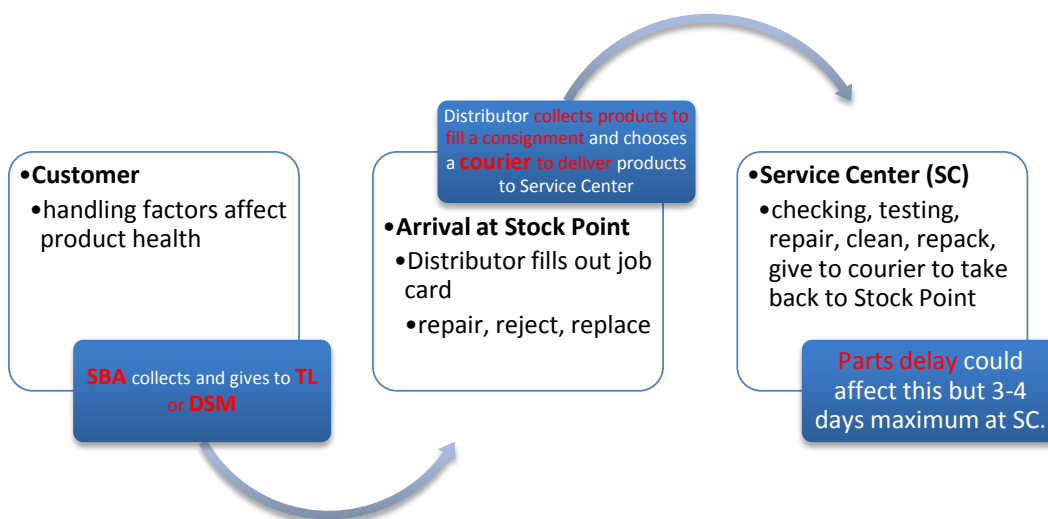 •Customer
•handling factors affect
product health
SBA collects and gives to TL
or DSM
Distributor collects products to
fill a consignment and chooses
a courier to deliver products
to Service Center
•Arrival at Stock Point
•Distributor fills out job
card
•repair, reject, replace
•Service Center (SC)
•checking, testing,
repair, clean, repack,
give to courier to take
back to Stock Point
Parts delay could
affect this but 3-4
days maximum at SC.